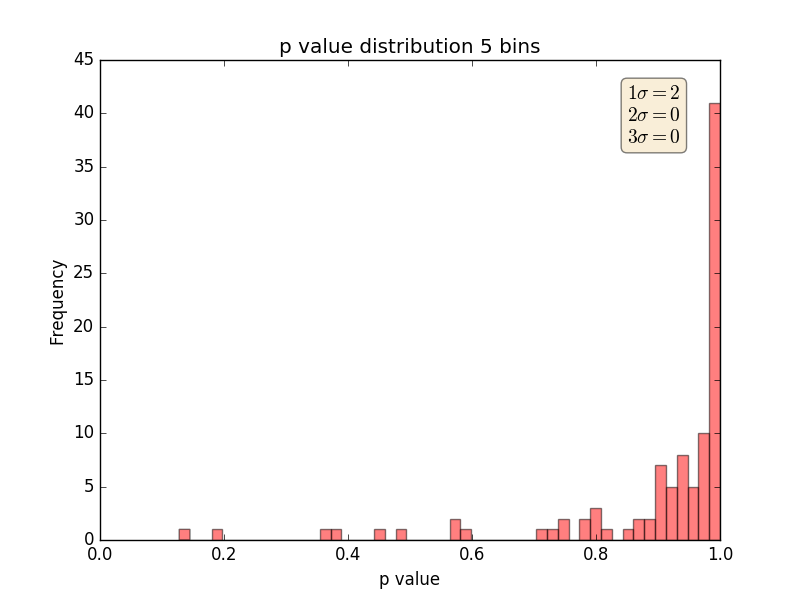 p value distribution 5 bins
1σ = 2
2σ = 0
3σ = 0
45
40
35
30
25
20
15
10
5
0
Frequency
0.0 0.2 0.4 0.6 0.8 1.0
p value